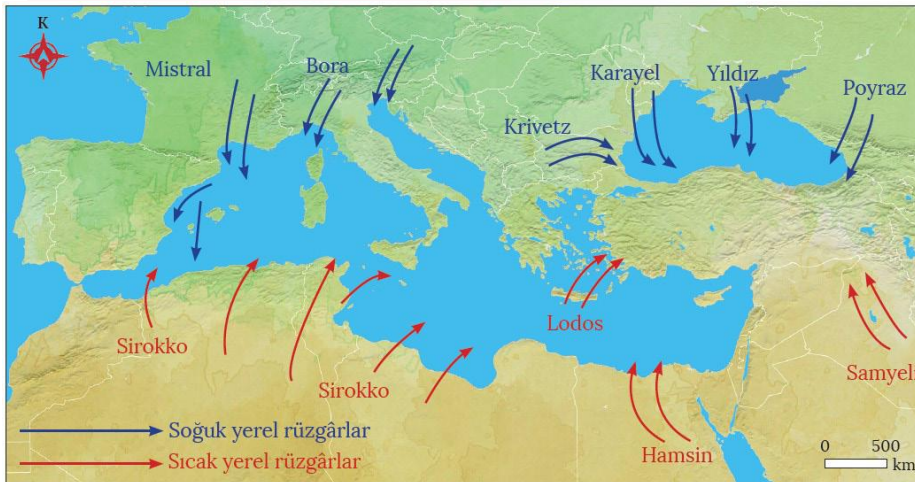 K
Mistral
Bora
Karayel
Yıldız
Poyraz
Krivetz
Sirokko
Sirokko
Lodos
Hamsin
Samyeli
Soğuk yerel rüzgârlar
Sıcak yerel rüzgârlar
0 500
km